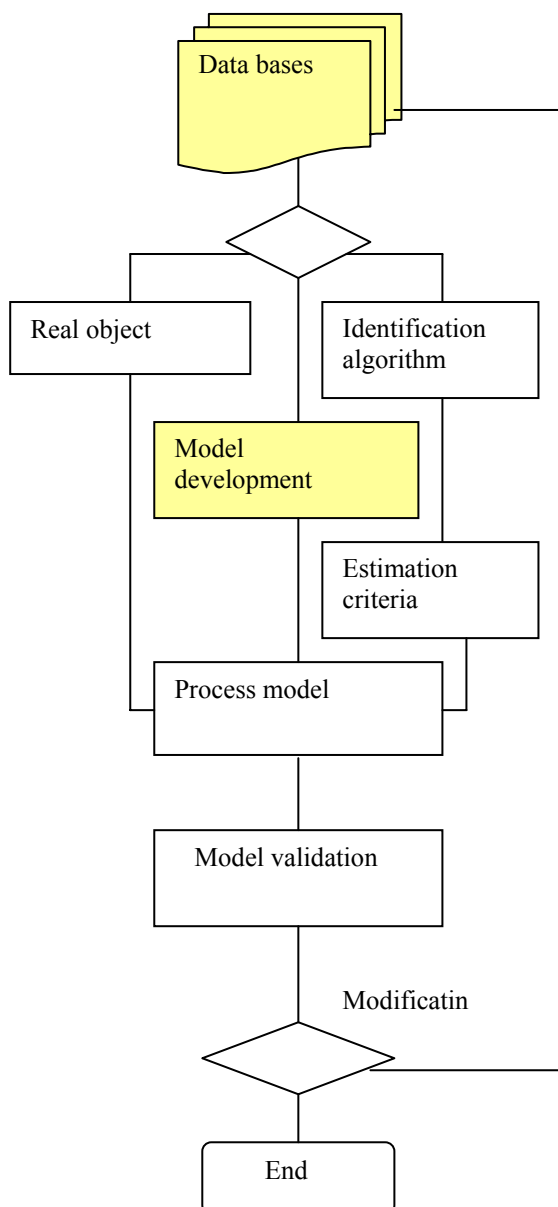 Data bases
Real object
Identification
algorithm
Model
development
Estimation
criteria
Process model
Model validation
Modificatin
End